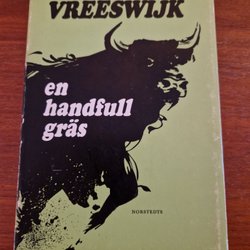 VREESWIJK
en
handfull
gräs
NORSTEDTS